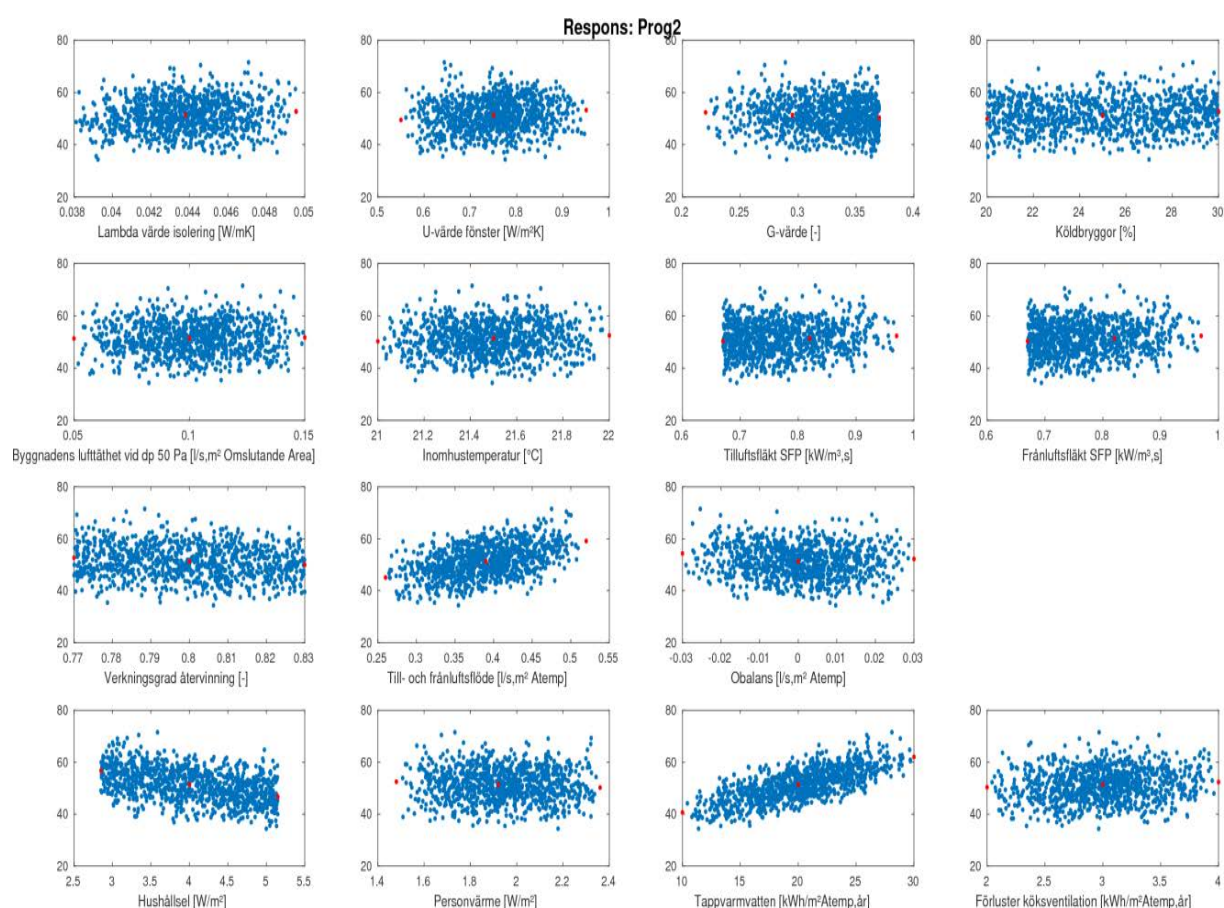 Respons: Prog2
80
60
40
20
0.038 0.04 0.042 0.044 0.046 0.048 0.05
Lambda värde isolering [W/mK]
80
60
40
20
0.5 0.6 0.7 0.8 0.9 1
U-värde fönster [W/m²K]
80
60
40
20
0.2 0.25 0.3 0.35 0.4
G-värde [-]
80
60
40
20
20 22 24 26 28 30
Köldbryggor [%]
80
60
40
20
0.05 0.1 0.15
Byggnadens lufttäthet vid dp 50 Pa [l/s,m² Omslutande Area]
80
60
40
20
21 21.2 21.4 21.6 21.8 22
Inomhustemperatur [°C]
80
60
40
20
0.6 0.7 0.8 0.9 1
Tilluftsfläkt SFP [kW/m³,s]
80
60
40
20
0.6 0.7 0.8 0.9 1
Frånluftsfläkt SFP [kW/m³,s]
80
60
40
20
0.77 0.78 0.79 0.8 0.81 0.82 0.83
Verkningsgrad återvinning [-]
80
60
40
20
0.25 0.3 0.35 0.4 0.45 0.5 0.55
Till- och frånluftsflöde [l/s,m² Atemp]
80
60
40
20
-0.03 -0.02 -0.01 0 0.01 0.02 0.03
Obalans [l/s,m² Atemp]
80
60
40
20
2.5 3 3.5 4 4.5 5 5.5
Hushållsel [W/m²]
80
60
40
20
1.4 1.6 1.8 2 2.2 2.4
Personvärme [W/m²]
80
60
40
20
10 15 20 25 30
Tappvarmvatten [kWh/m²Atemp,år]
80
60
40
20
2 2.5 3 3.5 4
Förluster köksventilation [kWh/m²Atemp,år]